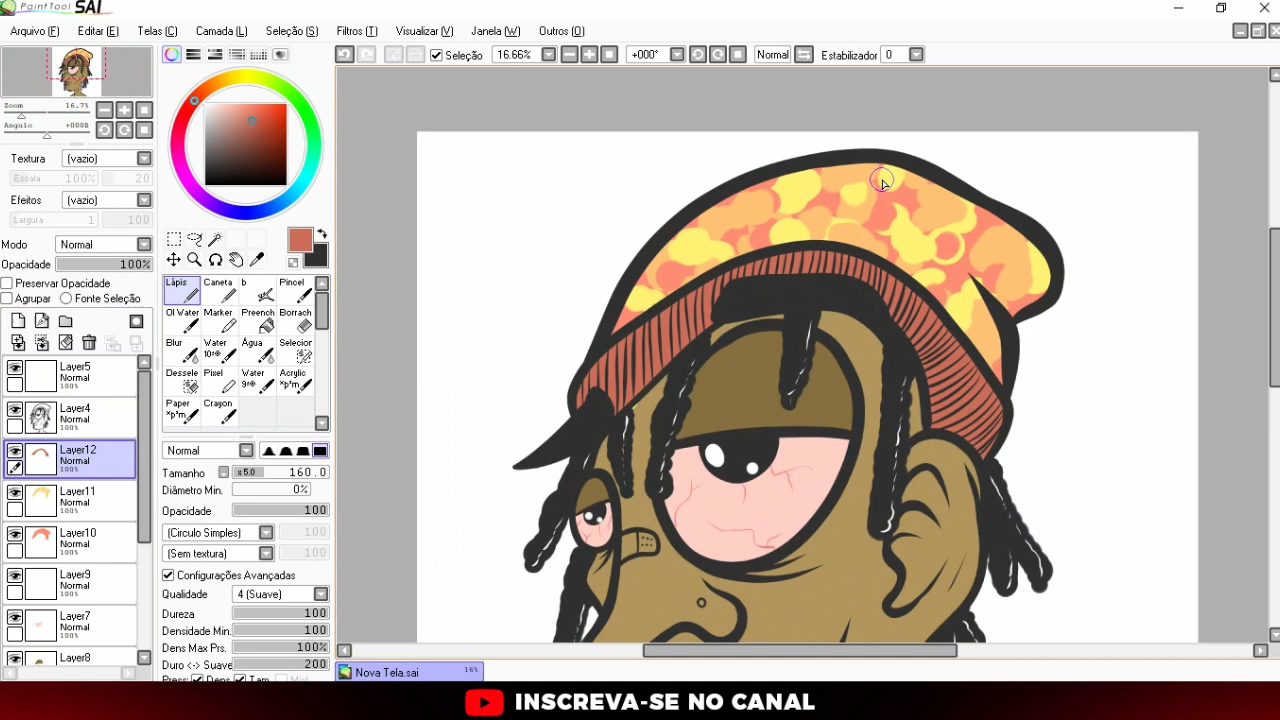 PaintTool SAI
Arquivo (F) Editar (E) Telas (C) Camada (L) Seleção (S) Filtros (T) Visualizar (V) Janela (W) Outros (O)
Seleção 16.66% +000° Normal Estabilizador 0
Zoom 16.7%
Angulo +000Â
Textura (vazio)
Escala 100% 20
Efeitos (vazio)
Largura 1 100
Modo Normal
Opacidade 100%
Preservar Opacidade
Agrupar Fonte Seleção
Layer5
Normal
100%
Layer4
Normal
100%
Layer12
Normal
100%
Layer11
Normal
100%
Layer10
Normal
100%
Layer9
Normal
100%
Layer7
Normal
100%
Layer8
Normal
Lápis Caneta b Pincel
Ol Water Marker Preench Borrach
Blur Water Água Selecior
Dessele Pixel Water Acrylic
Paper Crayon
Normal
Tamanho x5.0 160.0
Diâmetro Min. 0%
Opacidade 100
(Circulo Simples) 100
(Sem textura) 100
Configurações Avançadas
Qualidade 4 (Suave)
Dureza 100
Densidade Min. 100
Dens Max Prs. 100%
Duro <-> Suave 200
Press: Dens Tam
Nova Tela.sai 16%
INSCREVA-SE NO CANAL